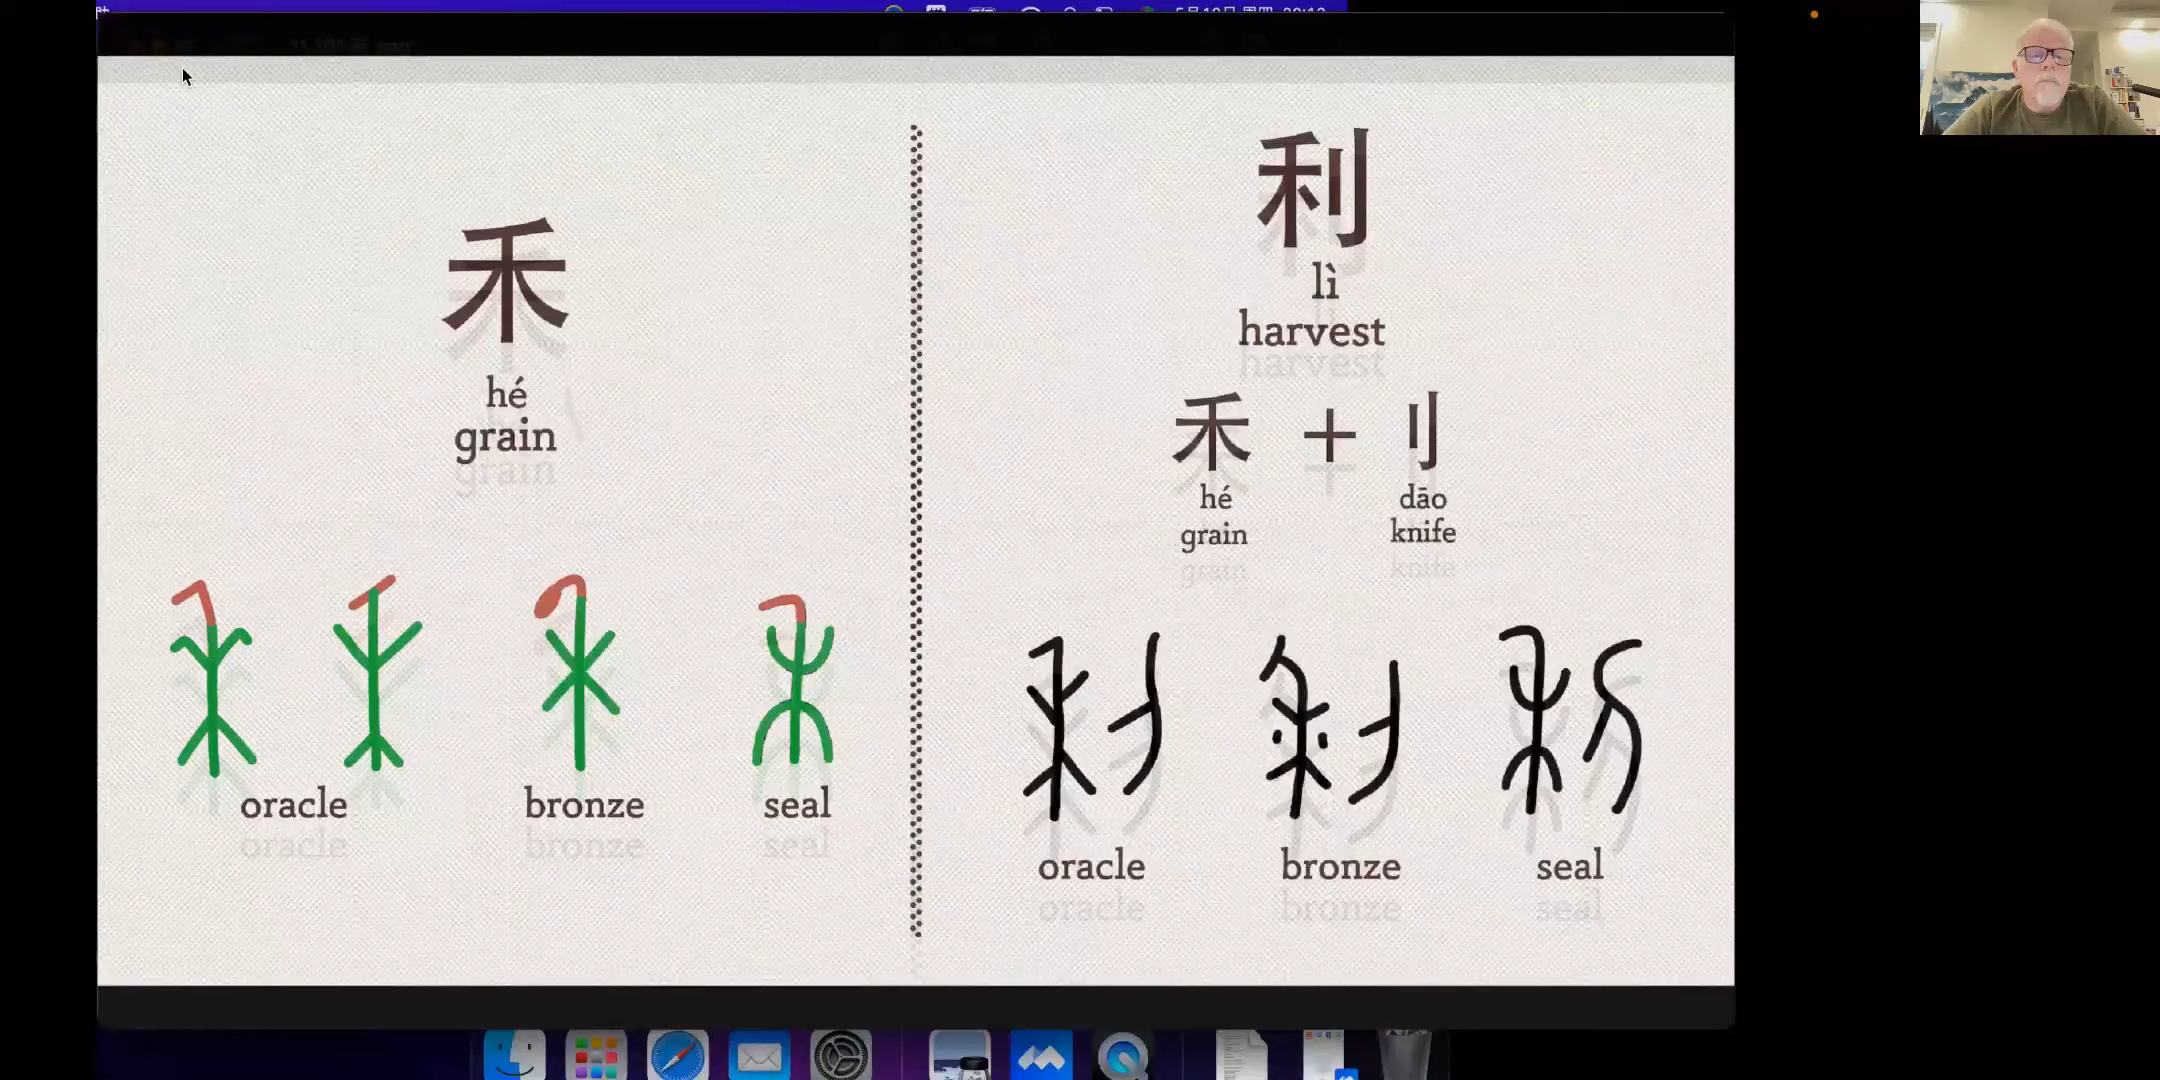 禾
hé
grain
oracle
bronze
seal
利
lì
harvest
禾 + 刂
hé dāo
grain knife
oracle
bronze
seal